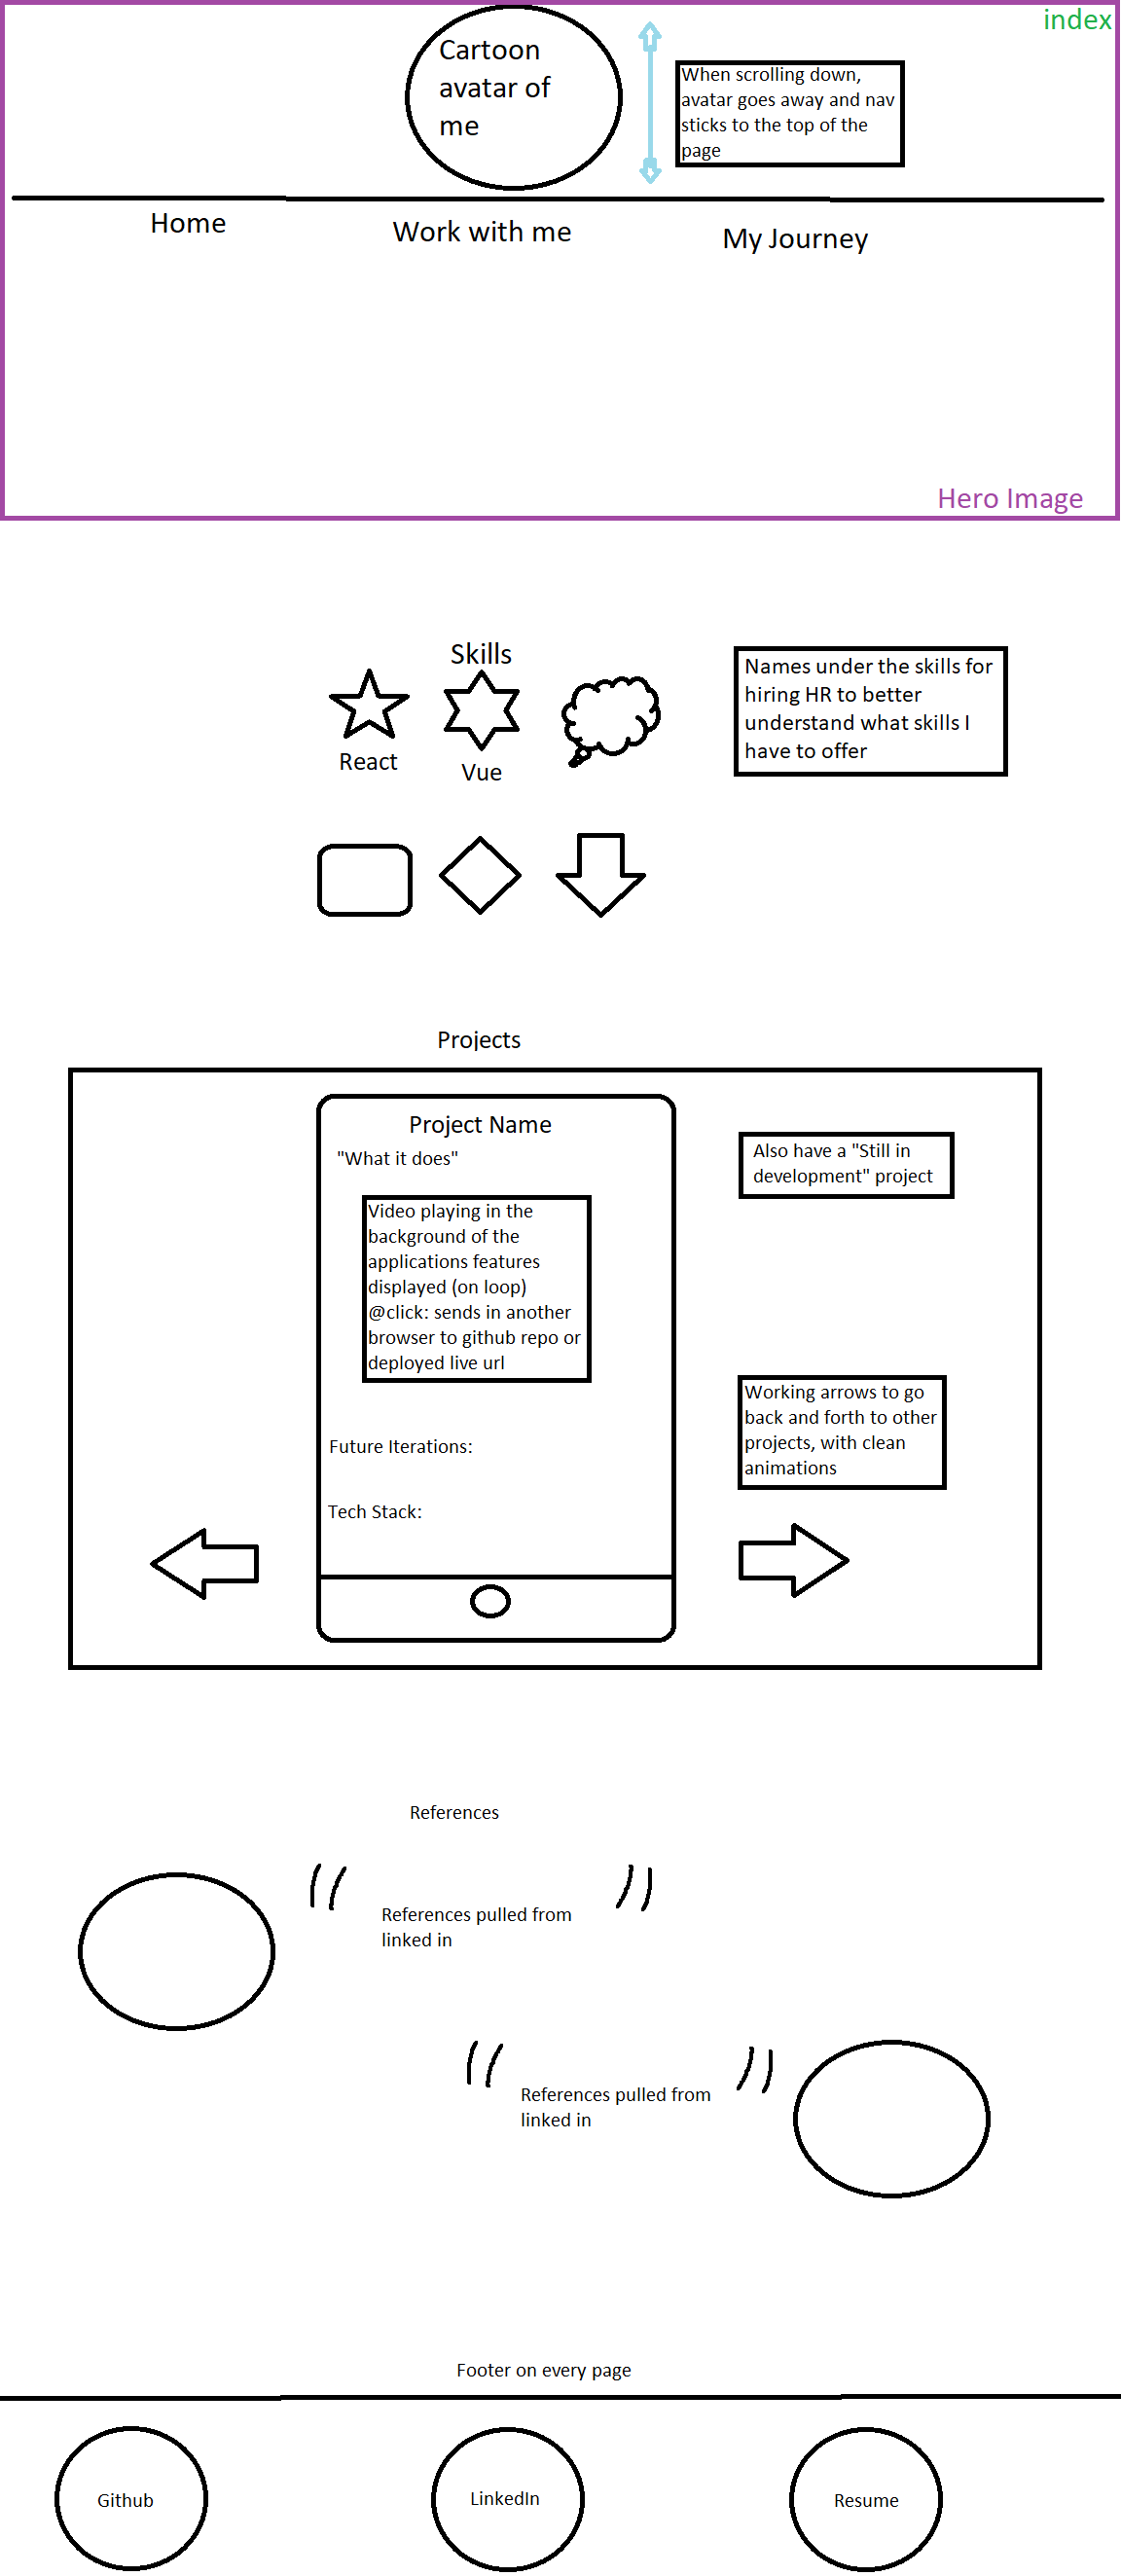 index
Cartoon
avatar of
me
When scrolling down,
avatar goes away and nav
sticks to the top of the
page
Home
Work with me
My Journey
Hero Image
Skills
React
Vue
Names under the skills for
hiring HR to better
understand what skills I
have to offer
Projects
Project Name
"What it does"
Video playing in the
background of the
applications features
displayed (on loop)
@click: sends in another
browser to github repo or
deployed live url
Future Iterations:
Tech Stack:
Also have a "Still in
development" project
Working arrows to go
back and forth to other
projects, with clean
animations
References
References pulled from
linked in
References pulled from
linked in
Footer on every page
Github
LinkedIn
Resume